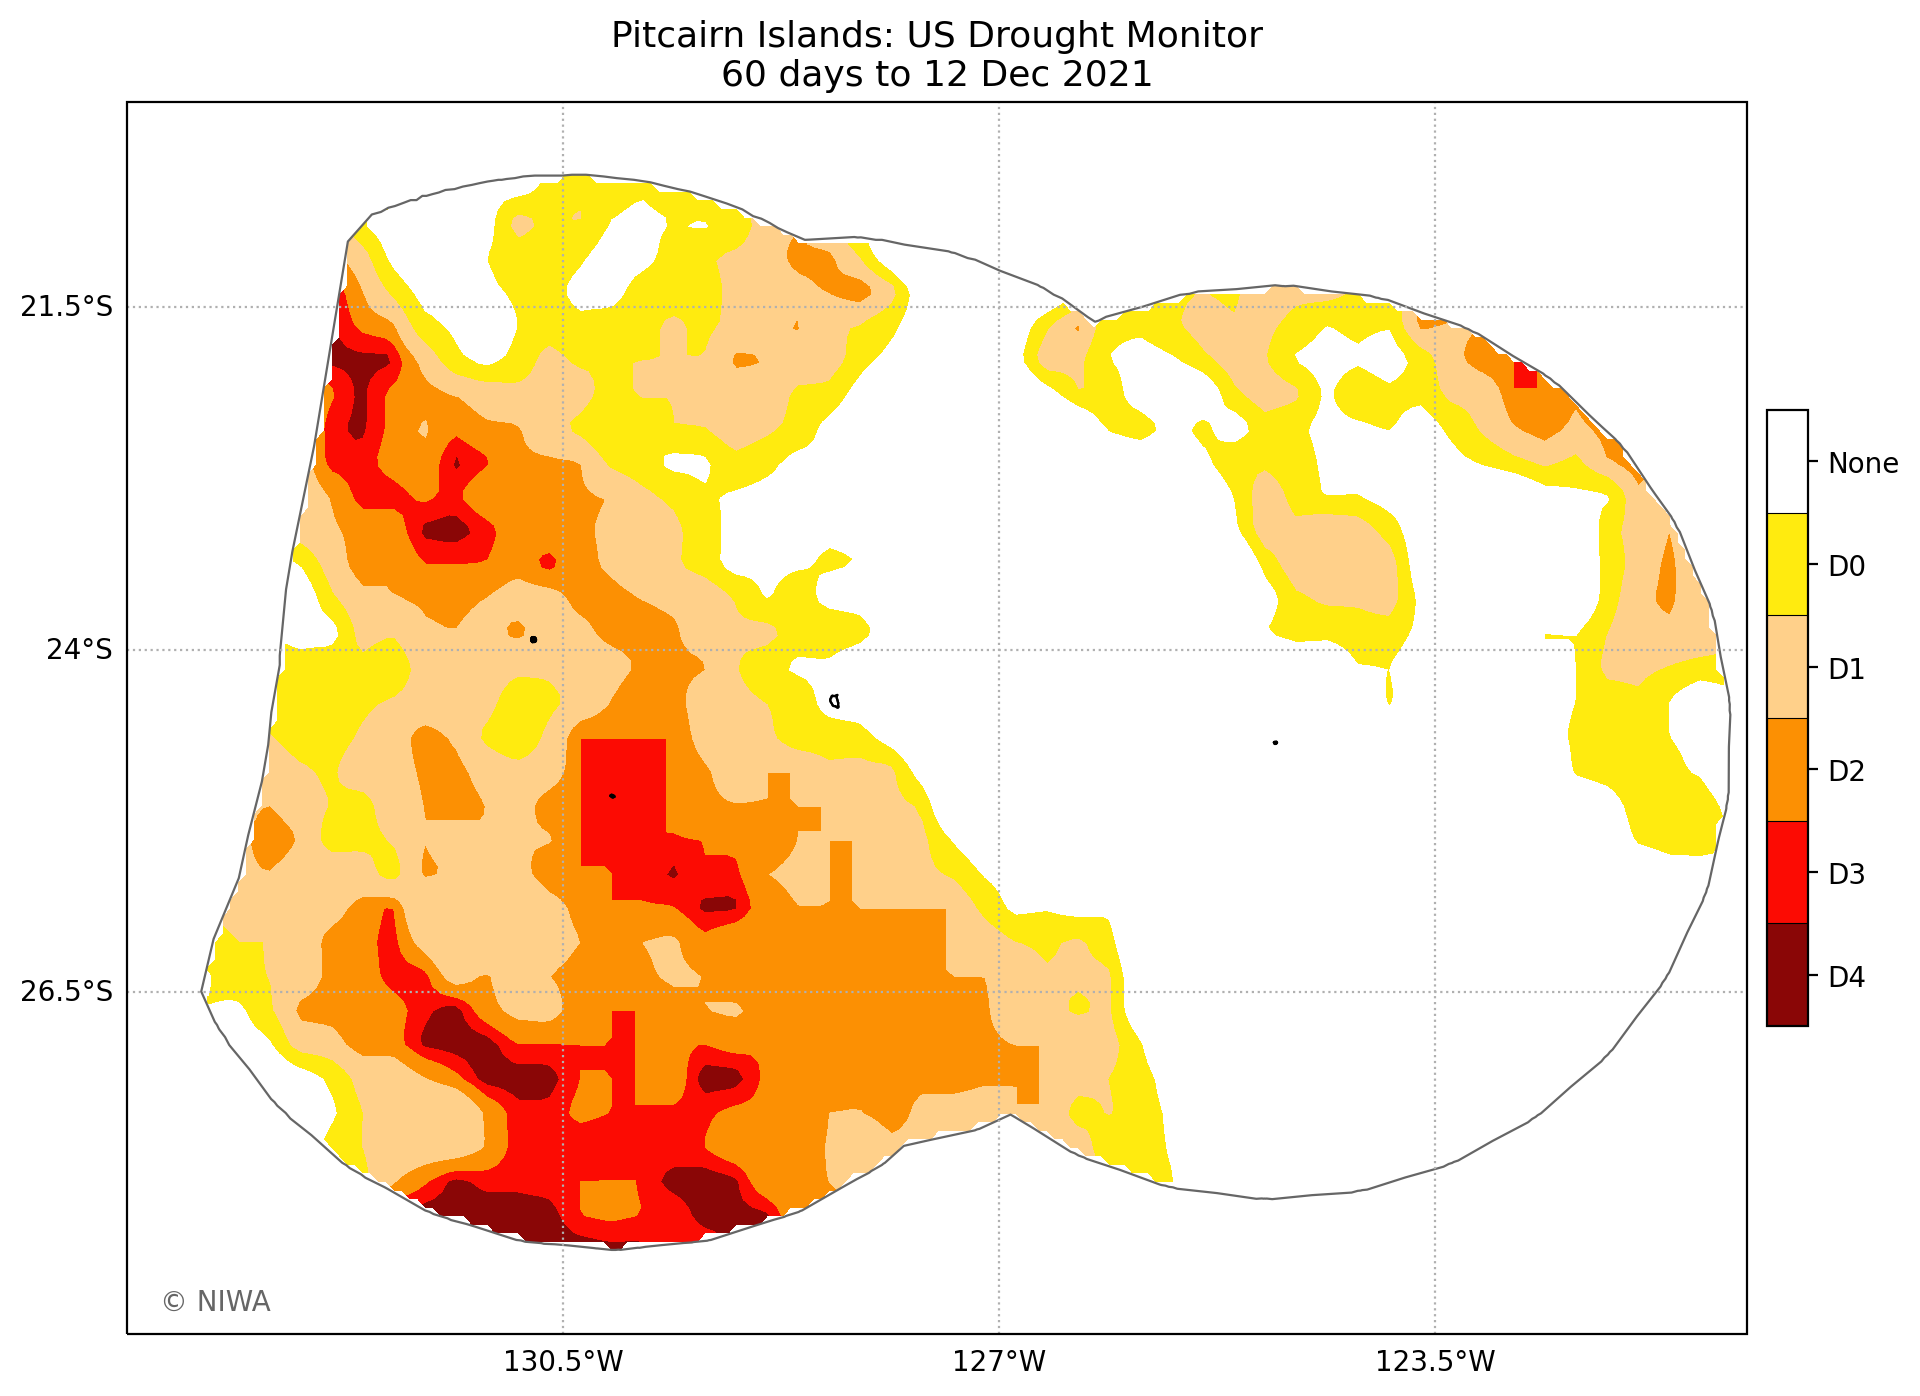 Pitcairn Islands: US Drought Monitor
60 days to 12 Dec 2021
21.5°S
24°S
26.5°S
130.5°W
127°W
123.5°W
None
D0
D1
D2
D3
D4
© NIWA